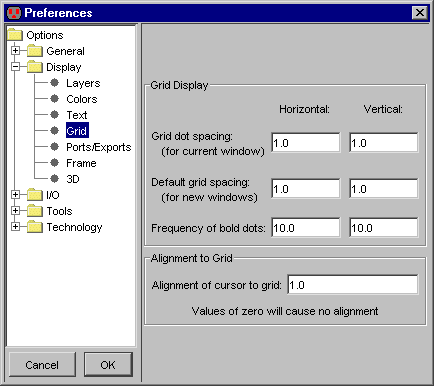 Preferences
Options
General
Display
Layers
Colors
Text
Grid
Ports/Exports
Frame
3D
I/O
Tools
Technology
Cancel
OK
Grid Display
Horizontal: Vertical:
Grid dot spacing: 1.0 1.0
(for current window)
Default grid spacing: 1.0 1.0
(for new windows)
Frequency of bold dots: 10.0 10.0
Alignment to Grid
Alignment of cursor to grid: 1.0
Values of zero will cause no alignment